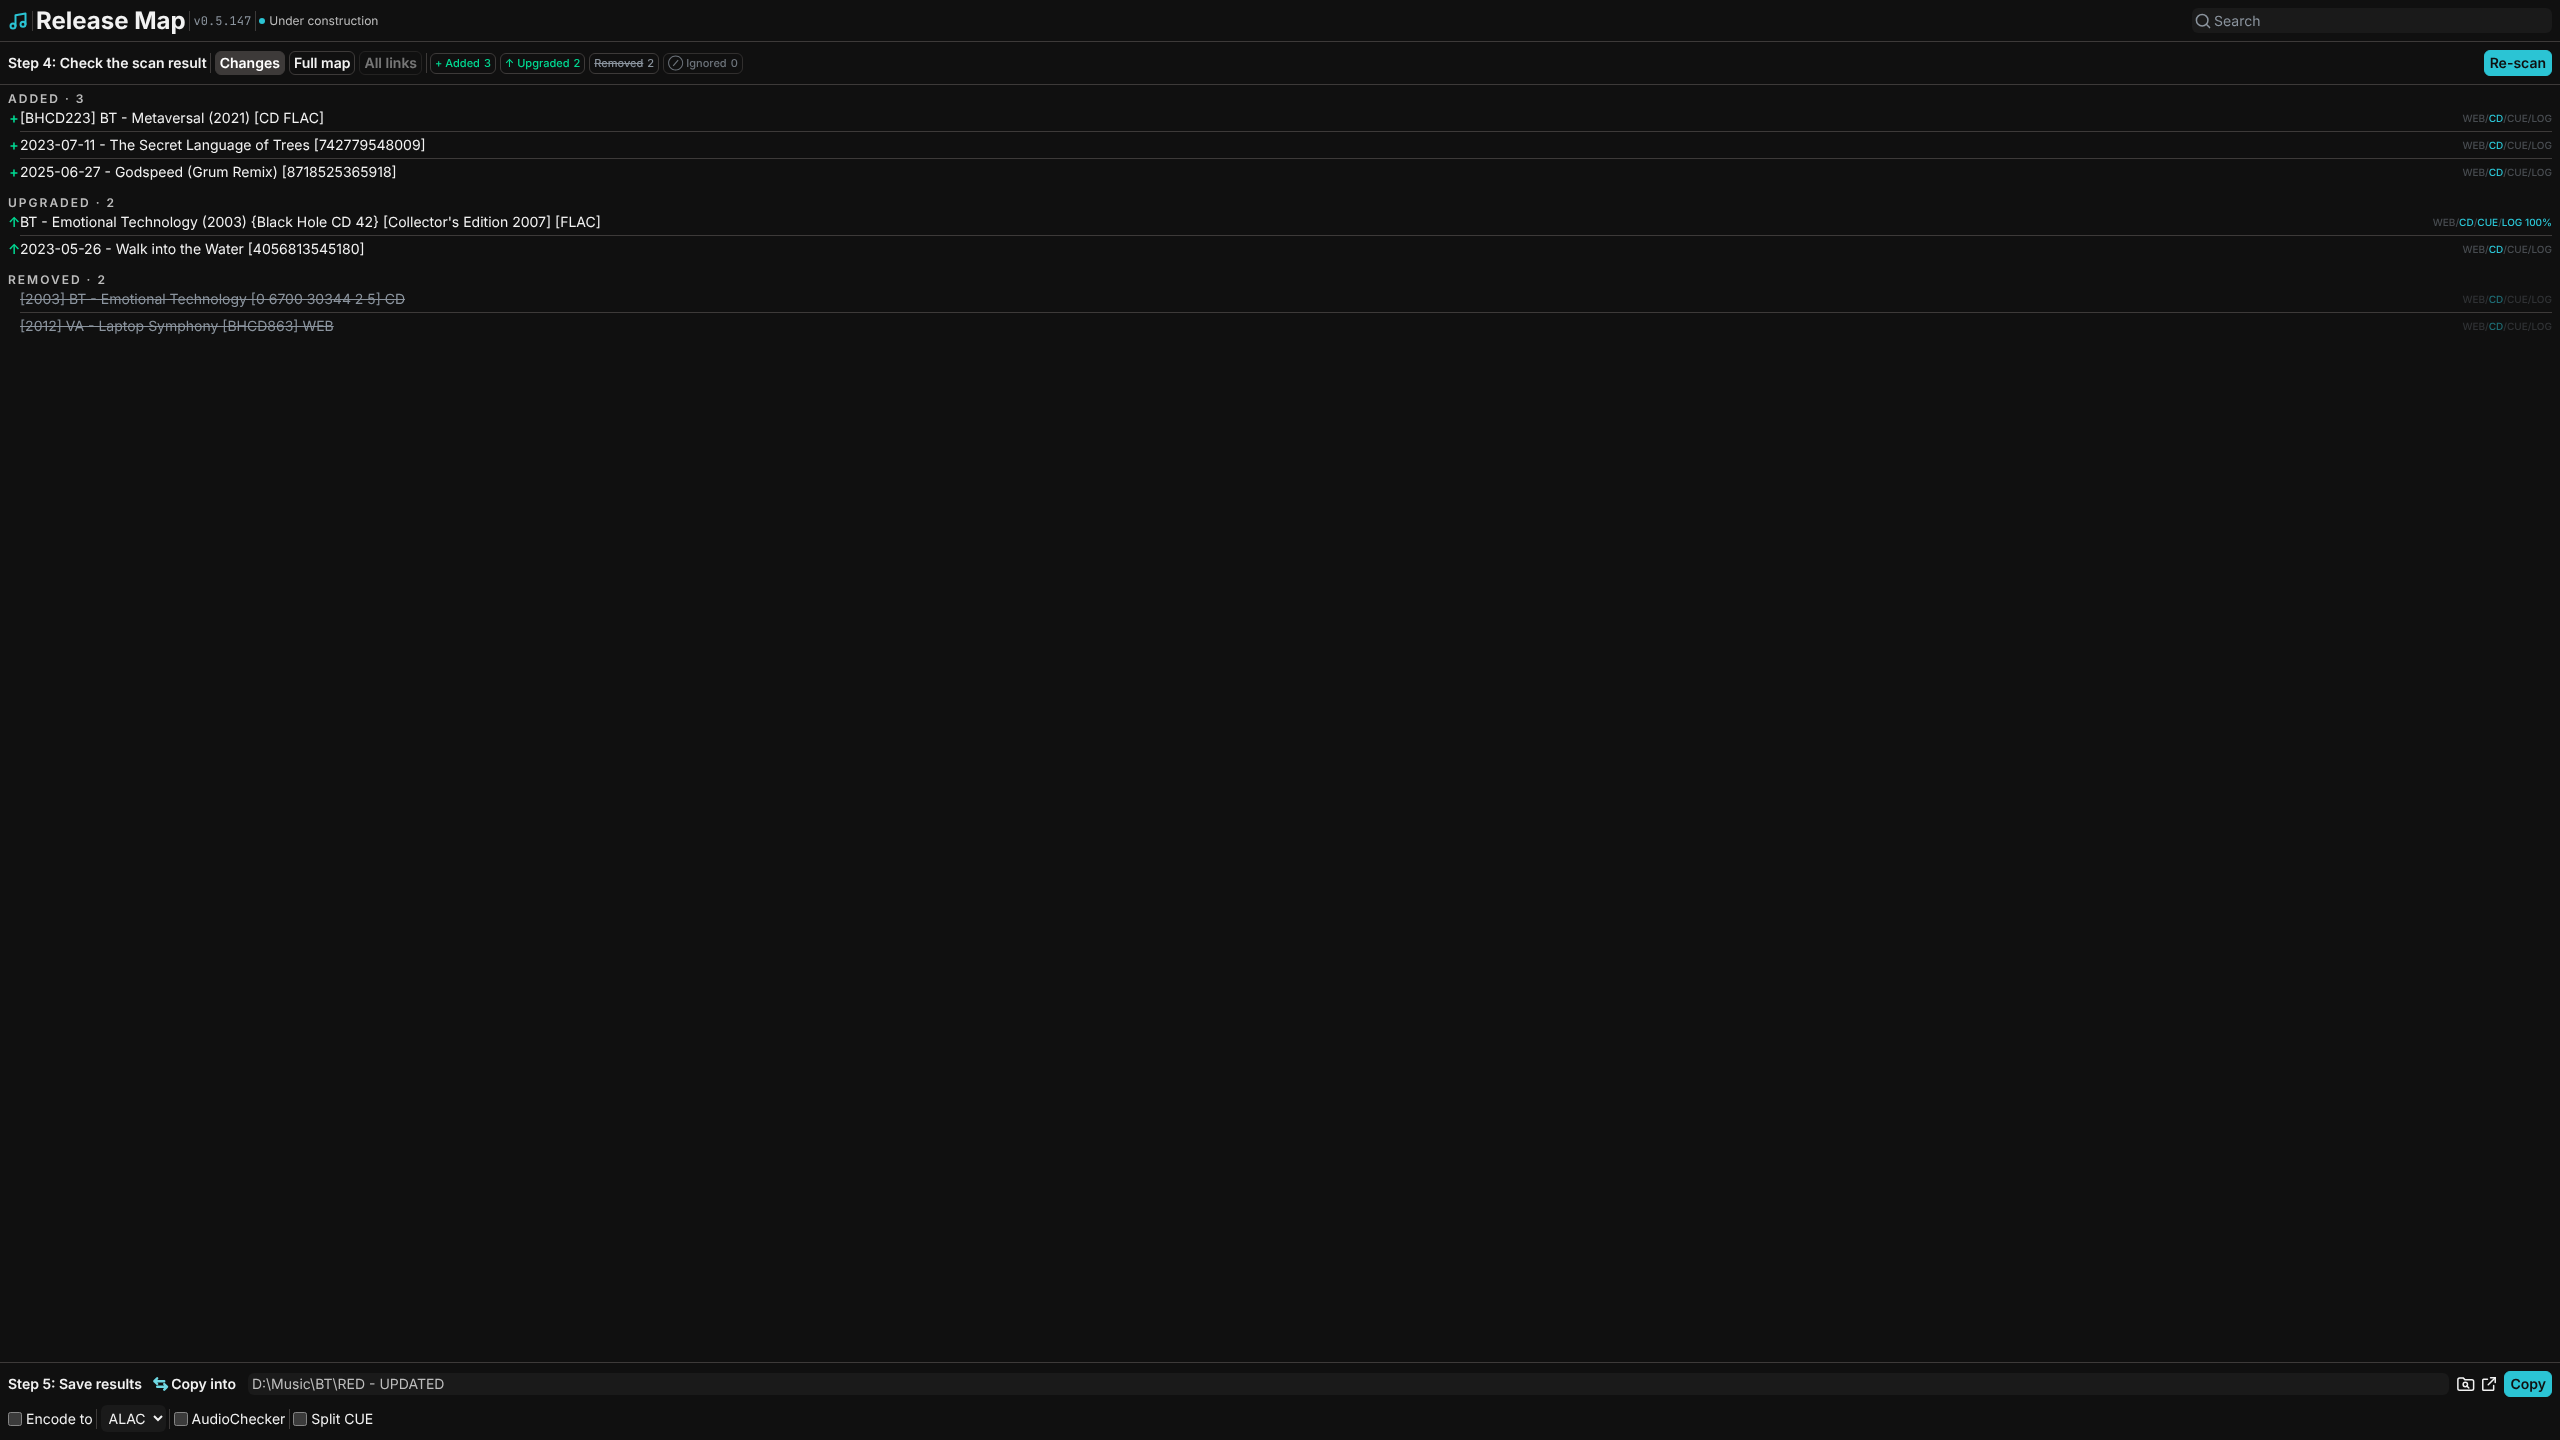 Release Map v0.5.147 Under construction Search
Step 4: Check the scan result Changes Full map All links + Added 3 ↑ Upgraded 2 Removed 2 Ignored 0 Re-scan
ADDED · 3
+ [BHCD223] BT - Metaversal (2021) [CD FLAC] WEB/CD/CUE/LOG
+ 2023-07-11 - The Secret Language of Trees [742779548009] WEB/CD/CUE/LOG
+ 2025-06-27 - Godspeed (Grum Remix) [8718525365918] WEB/CD/CUE/LOG
UPGRADED · 2
↑ BT - Emotional Technology (2003) {Black Hole CD 42} [Collector's Edition 2007] [FLAC] WEB/CD/CUE/LOG 100%
↑ 2023-05-26 - Walk into the Water [4056813545180] WEB/CD/CUE/LOG
REMOVED · 2
[2003] BT - Emotional Technology [0 6700 30344 2 5] CD WEB/CD/CUE/LOG
[2012] VA - Laptop Symphony [BHCD863] WEB WEB/CD/CUE/LOG
Step 5: Save results Copy into D:\Music\BT\RED - UPDATED Copy
Encode to ALAC AudioChecker Split CUE